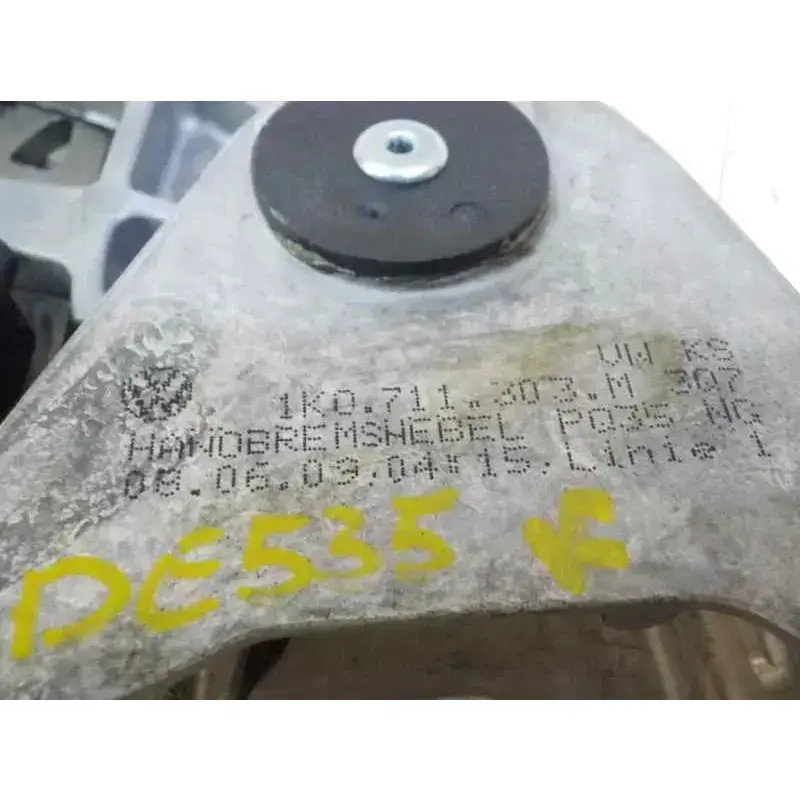 VW KS
1K0.711.303.M 307
HANDBREMSHEBEL PQ35 NG
08.06.09.04*15.Linie 1
DE535